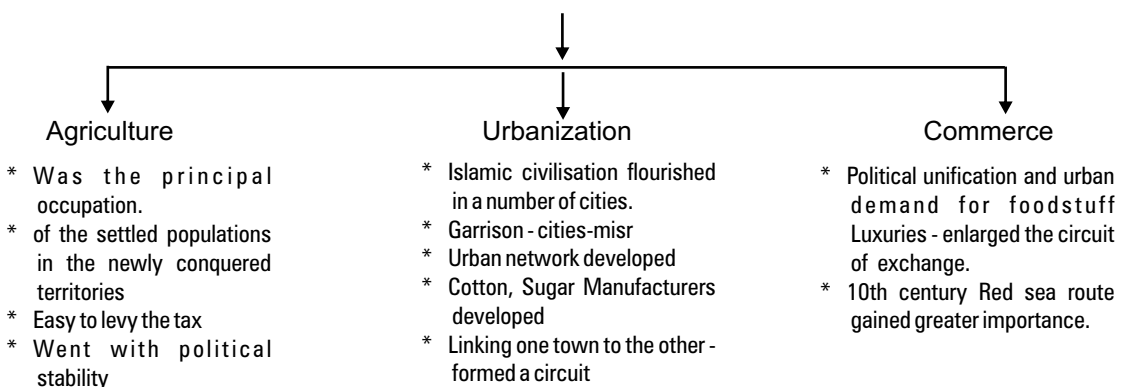 Agriculture
* Was the principal
occupation.
* of the settled populations
in the newly conquered
territories
* Easy to levy the tax
* Went with political
stability
Urbanization
* Islamic civilisation flourished
in a number of cities.
* Garrison - cities-misr
* Urban network developed
* Cotton, Sugar Manufacturers
developed
* Linking one town to the other -
formed a circuit
Commerce
* Political unification and urban
demand for foodstuff
Luxuries - enlarged the circuit
of exchange.
* 10th century Red sea route
gained greater importance.